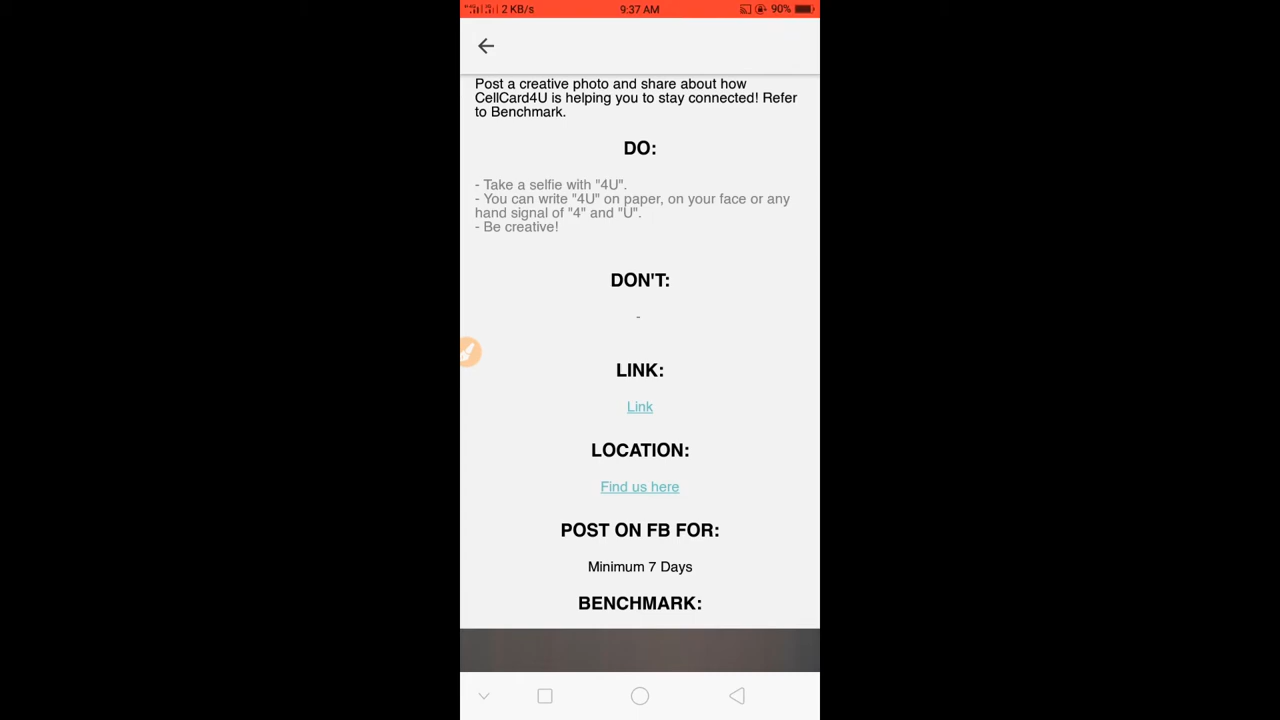 2 KB/s 9:37 AM 90%
Post a creative photo and share about how
CellCard4U is helping you to stay connected! Refer
to Benchmark.
DO:
- Take a selfie with "4U".
- You can write "4U" on paper, on your face or any
hand signal of "4" and "U".
- Be creative!
DON'T:
-
LINK:
Link
LOCATION:
Find us here
POST ON FB FOR:
Minimum 7 Days
BENCHMARK: